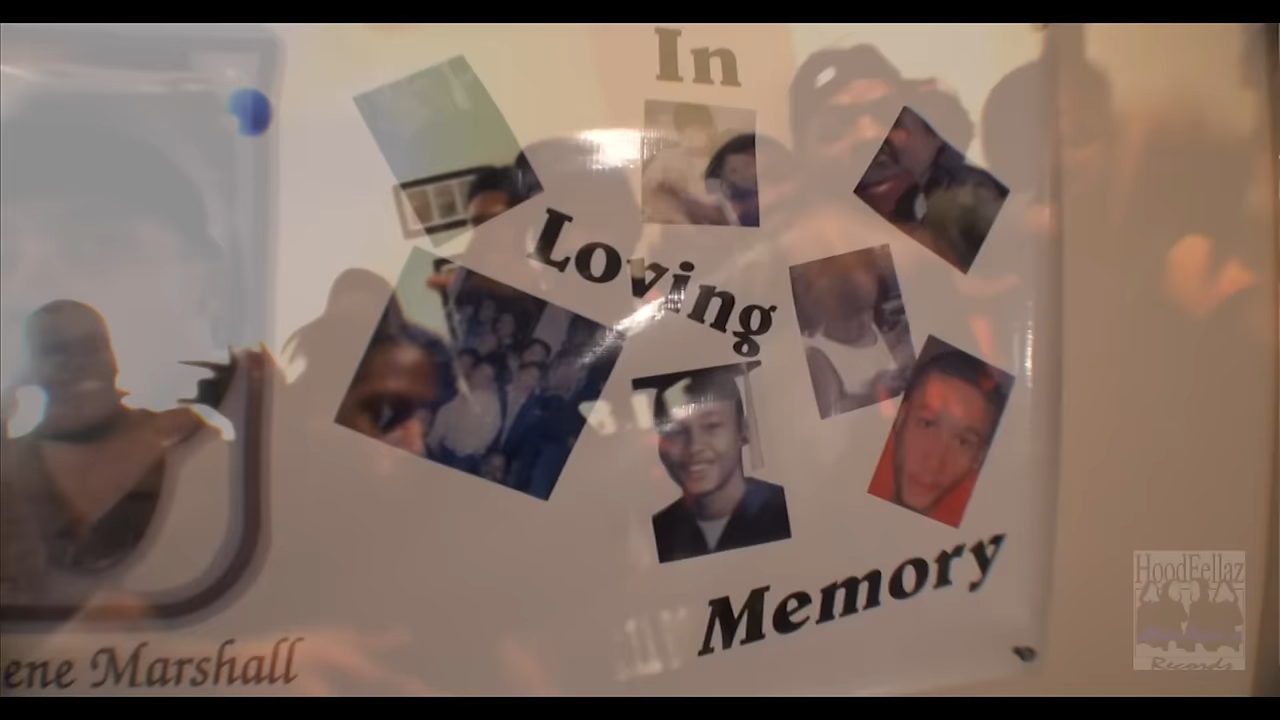 In
Loving
Memory
ene Marshall
HoodFellaz
Records